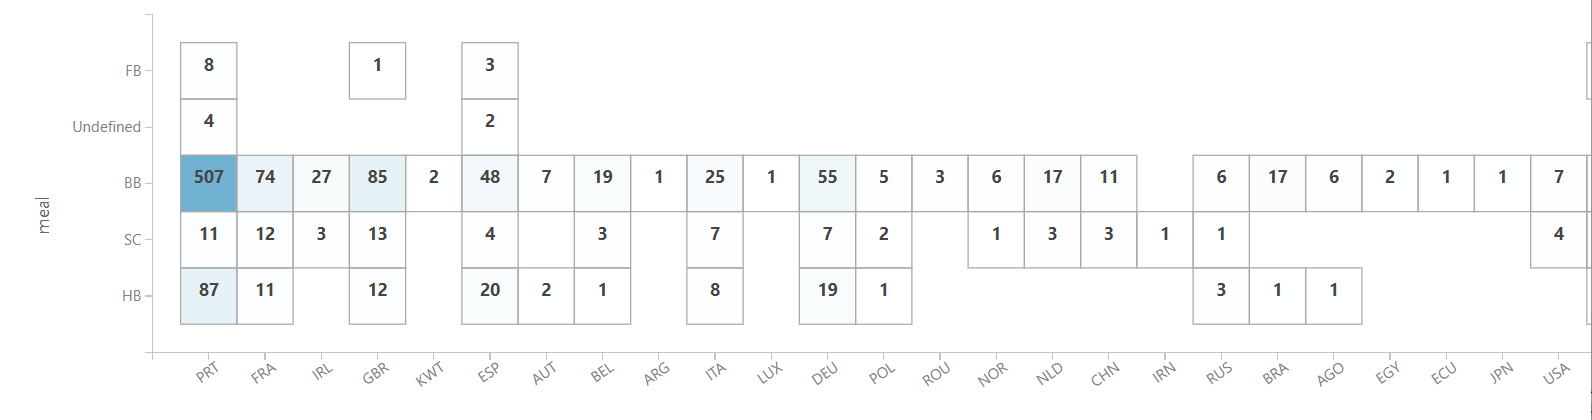 FB 8 1 3
Undefined 4 2
BB 507 74 27 85 2 48 7 19 1 25 1 55 5 3 6 17 11 6 17 6 2 1 1 7
meal
SC 11 12 3 13 4 3 7 7 2 1 3 3 1 1 4
HB 87 11 12 20 2 1 8 19 1 3 1 1
PRT FRA IRL GBR KWT ESP AUT BEL ARG ITA LUX DEU POL ROU NOR NLD CHN IRN RUS BRA AGO EGY ECU JPN USA